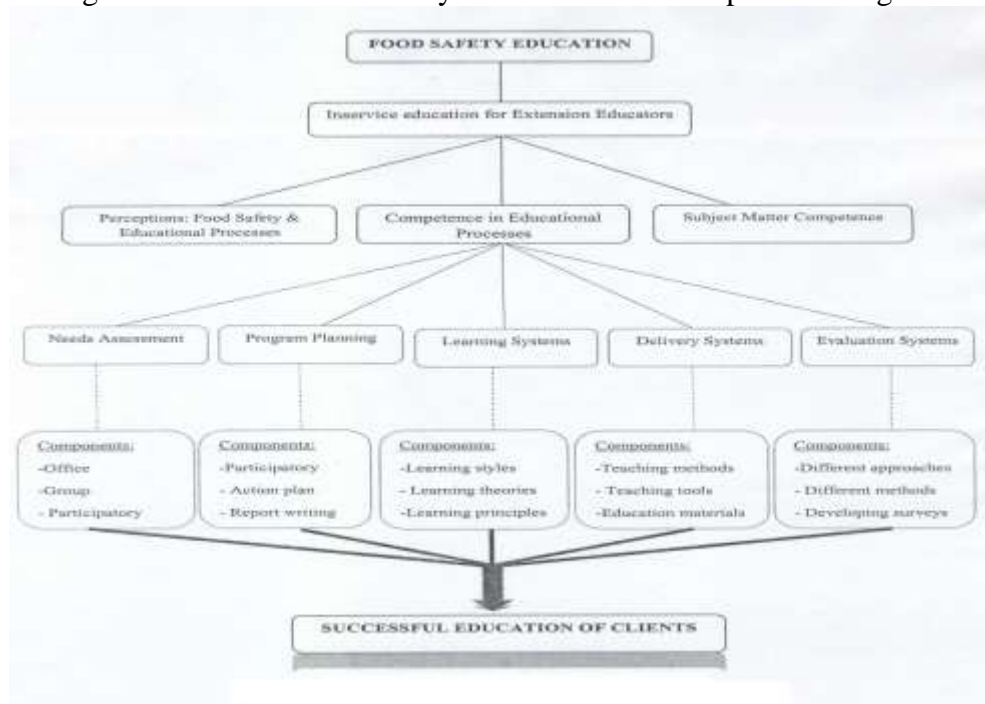 FOOD SAFETY EDUCATION
Inservice education for Extension Educators
Perceptions: Food Safety &
Educational Processes
Competence in Educational
Processes
Subject Matter Competence
Needs Assessment
Program Planning
Learning Systems
Delivery Systems
Evaluation Systems
Components:
-Office
-Group
- Participatory
Components:
-Participatory
- Action plan
- Report writing
Components:
-Learning styles
- Learning theories
-Learning principles
Components:
-Teaching methods
- Teaching tools
-Education materials
Components:
-Different approaches
- Different methods
- Developing surveys
SUCCESSFUL EDUCATION OF CLIENTS